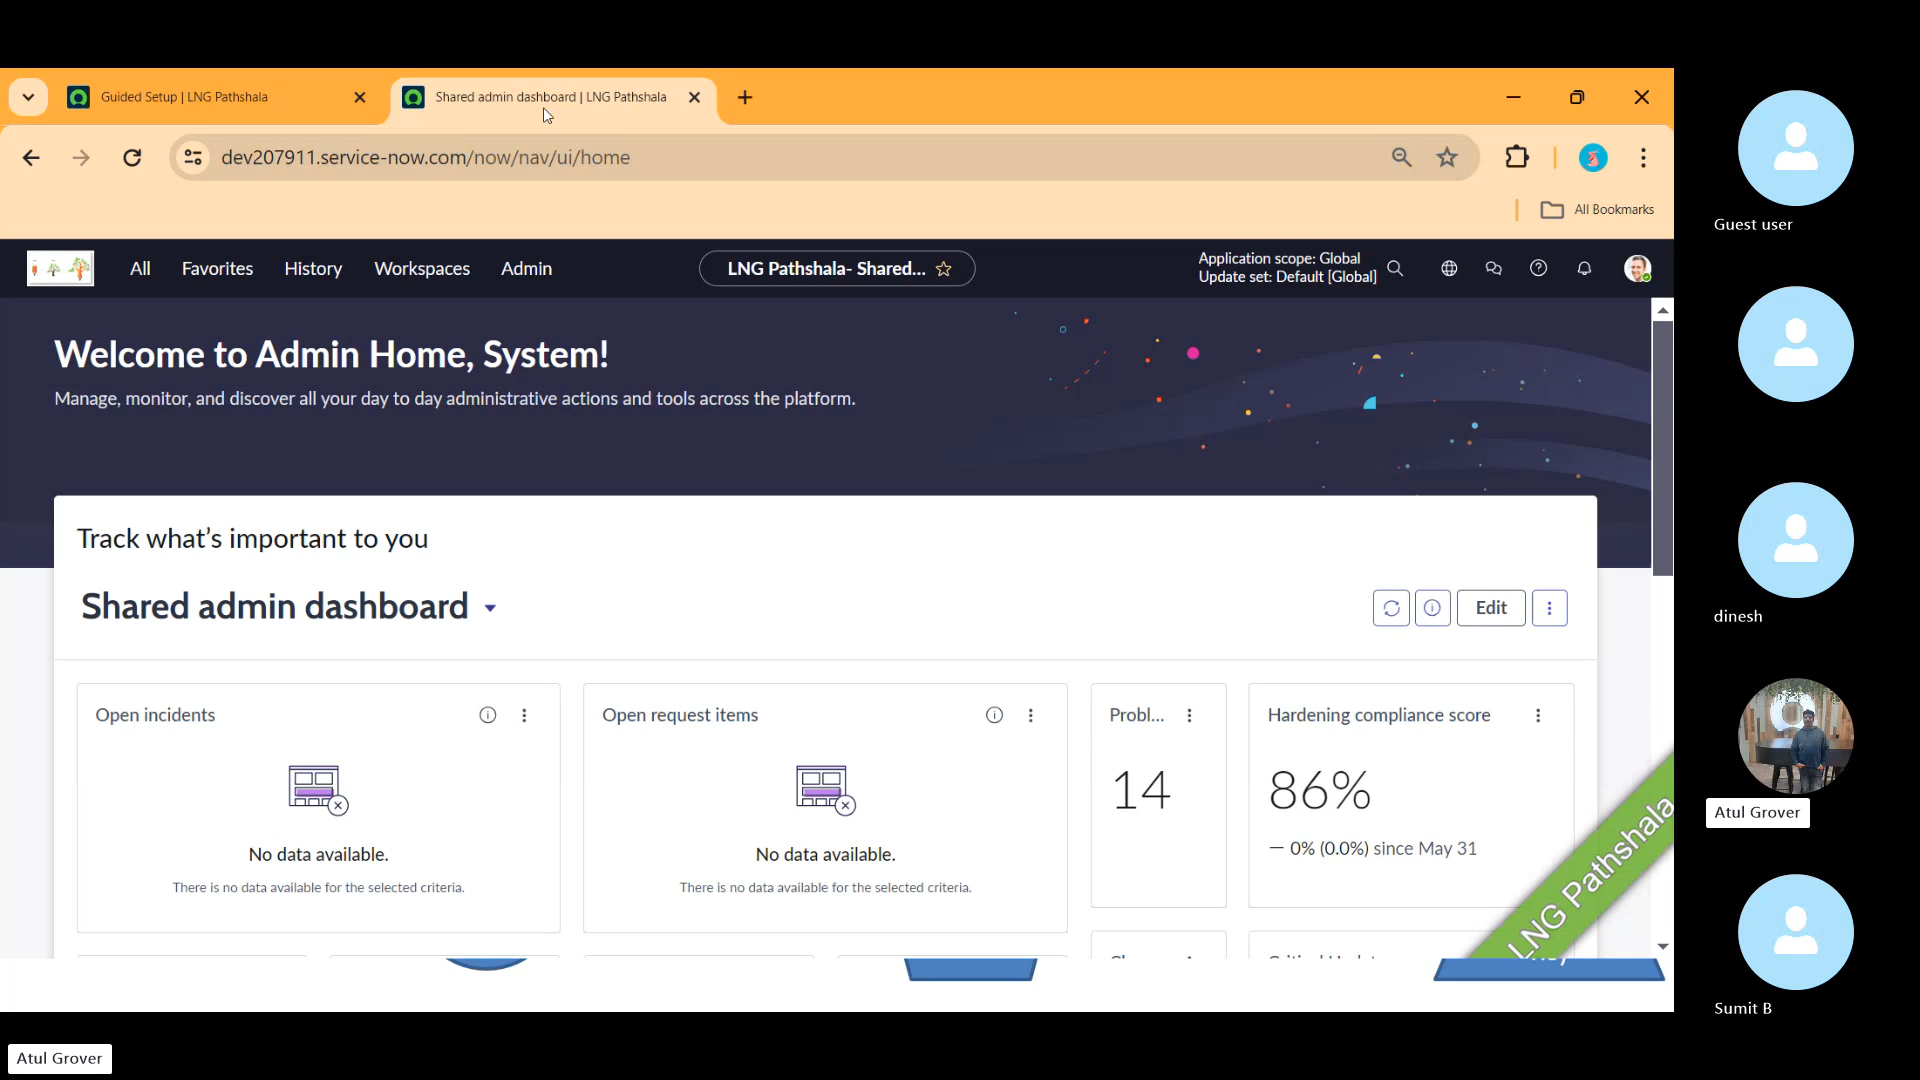 Guided Setup | LNG Pathshala
Shared admin dashboard | LNG Pathshala
dev207911.service-now.com/now/nav/ui/home
All Bookmarks
All
Favorites
History
Workspaces
Admin
LNG Pathshala- Shared...
Application scope: Global
Update set: Default [Global]
Welcome to Admin Home, System!
Manage, monitor, and discover all your day to day administrative actions and tools across the platform.
Track what's important to you
Shared admin dashboard
Edit
Open incidents
No data available.
There is no data available for the selected criteria.
Open request items
No data available.
There is no data available for the selected criteria.
Probl...
14
Hardening compliance score
86%
— 0% (0.0%) since May 31
LNG Pathshala
Guest user
dinesh
Atul Grover
Sumit B
Atul Grover